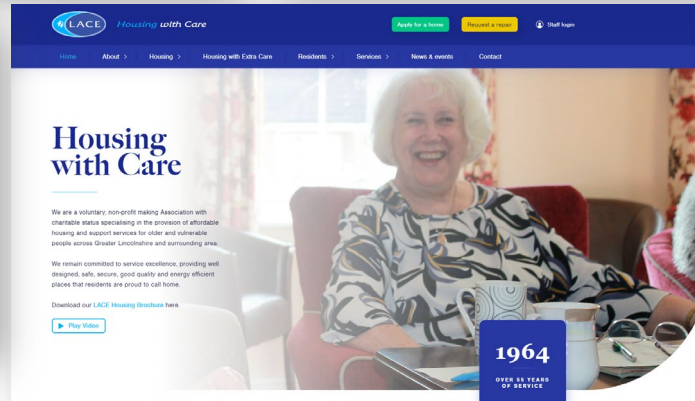 LACE
Housing with Care
Apply for a home
Request a repair
Staff login
Home
About
Housing
Housing with Extra Care
Residents
Services
News & events
Contact
Housing
with Care
We are a voluntary, non-profit making Association with
charitable status specialising in the provision of affordable
housing and support services for older and vulnerable
people across Greater Lincolnshire and surrounding area.
We remain committed to service excellence, providing well
designed, safe, secure, good quality and energy efficient
places that residents are proud to call home.
Download our LACE Housing Brochure here.
Play Video
1964
OVER 55 YEARS
OF SERVICE